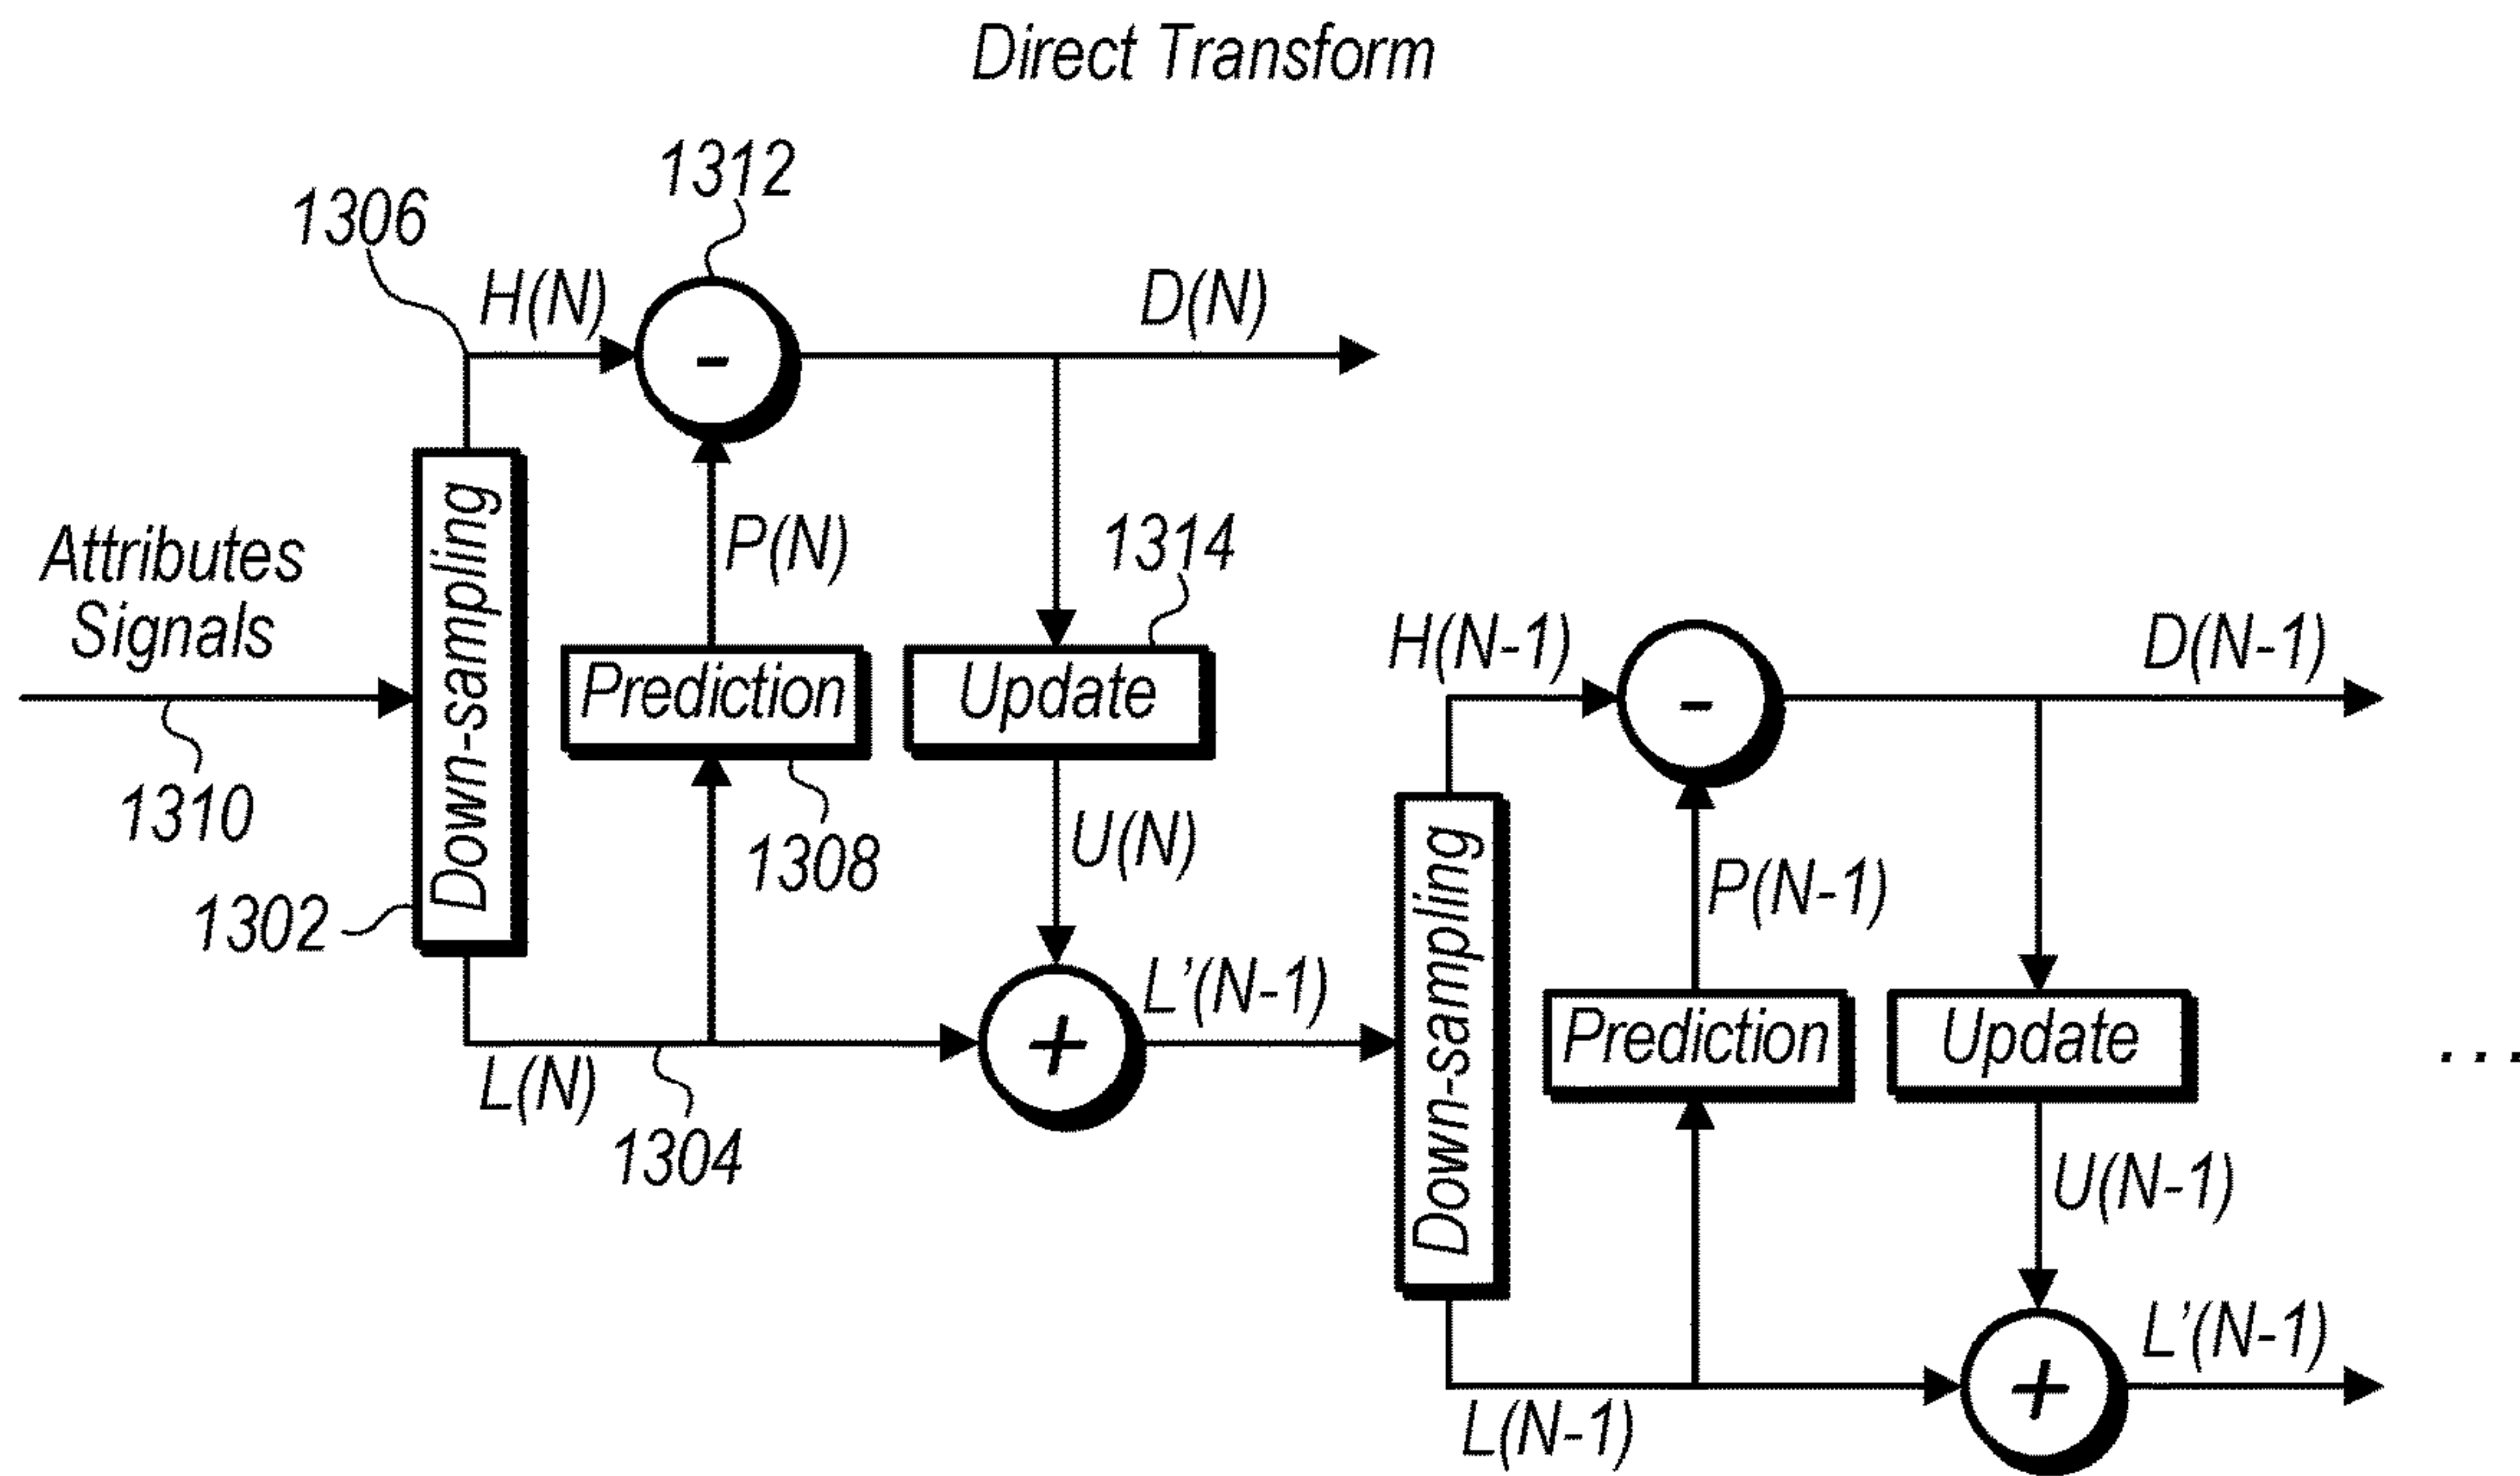 Direct Transform
1312
1306
H(N)
-
D(N)
Down-sampling
P(N)
1314
Attributes
Signals
Prediction
Update
1310
1308
U(N)
1302
L'(N-1)
+
L(N)
1304
H(N-1)
-
D(N-1)
Down-sampling
P(N-1)
Prediction
Update
...
U(N-1)
L'(N-1)
+
L(N-1)